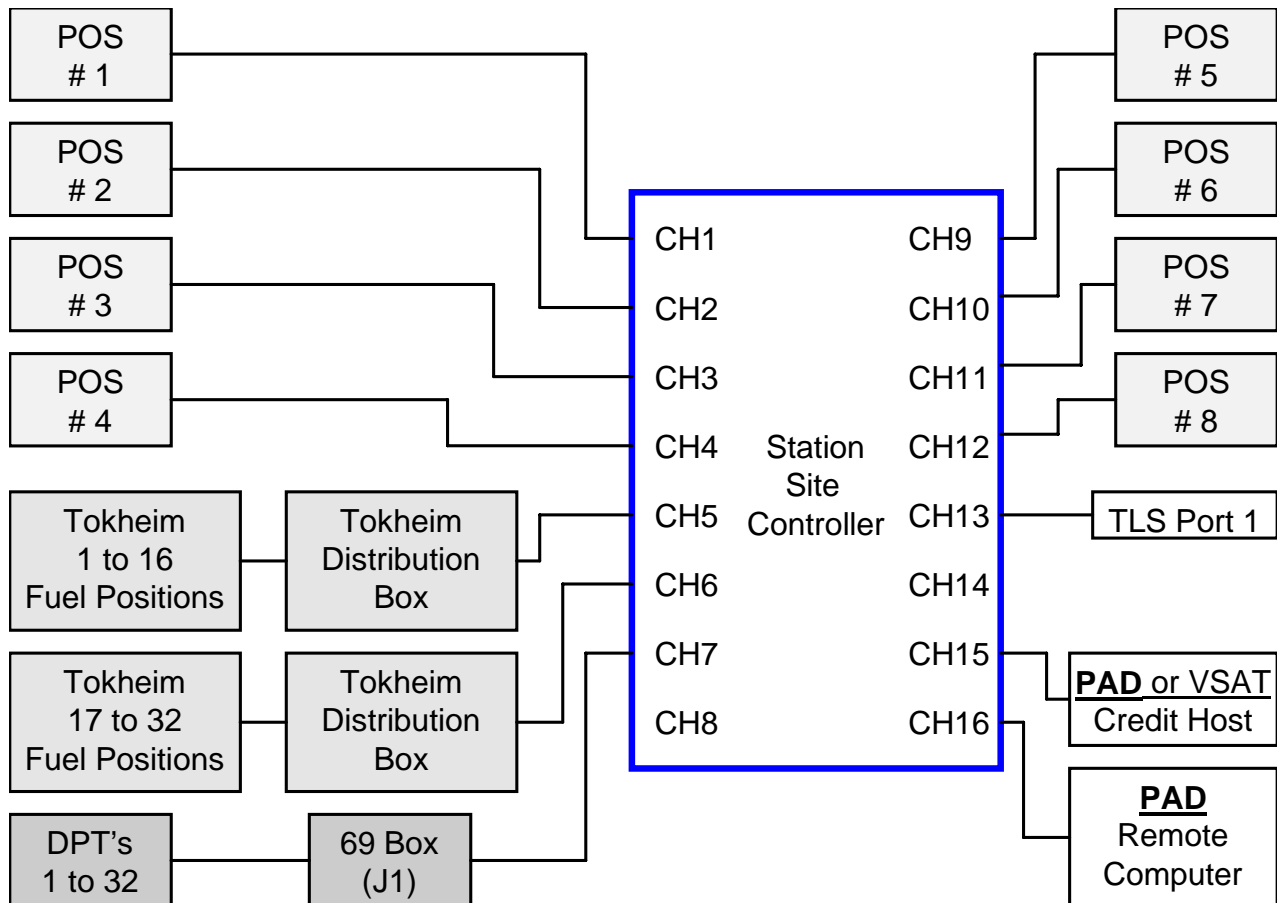 POS
# 1
POS
# 2
POS
# 3
POS
# 4
Tokheim
1 to 16
Fuel Positions
Tokheim
Distribution
Box
Tokheim
17 to 32
Fuel Positions
Tokheim
Distribution
Box
DPT's
1 to 32
69 Box
(J1)
CH1
CH2
CH3
CH4
CH5
CH6
CH7
CH8
Station
Site
Controller
CH9
CH10
CH11
CH12
CH13
CH14
CH15
CH16
POS
# 5
POS
# 6
POS
# 7
POS
# 8
TLS Port 1
PAD or VSAT
Credit Host
PAD
Remote
Computer